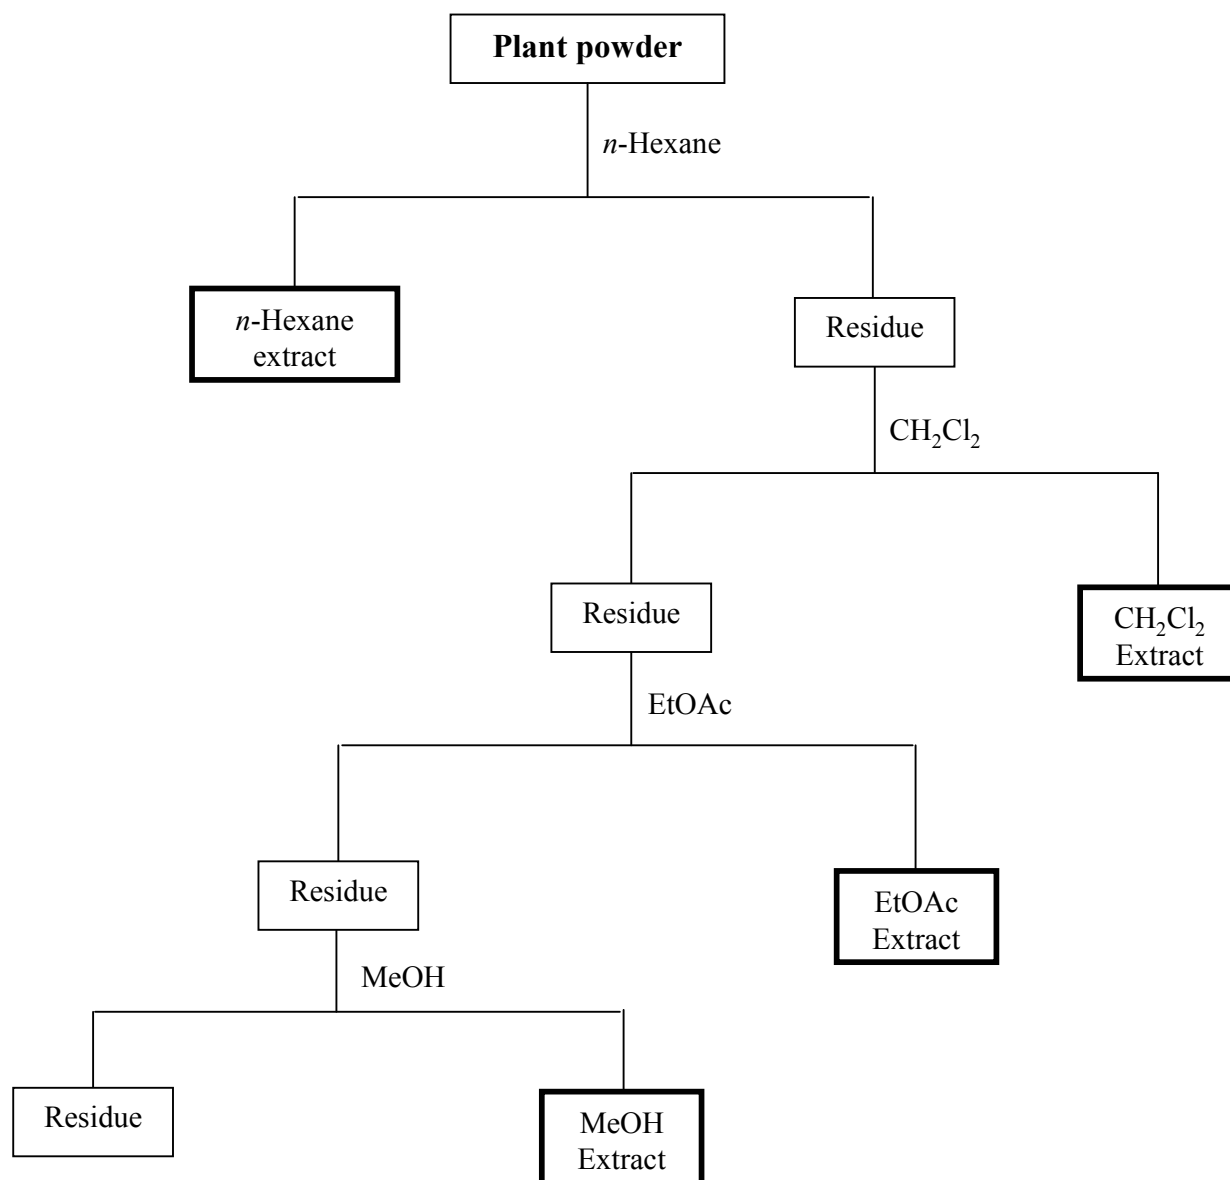 Plant powder
n-Hexane
n-Hexane
extract
Residue
CH₂Cl₂
Residue
CH₂Cl₂
Extract
EtOAc
Residue
EtOAc
Extract
MeOH
Residue
MeOH
Extract